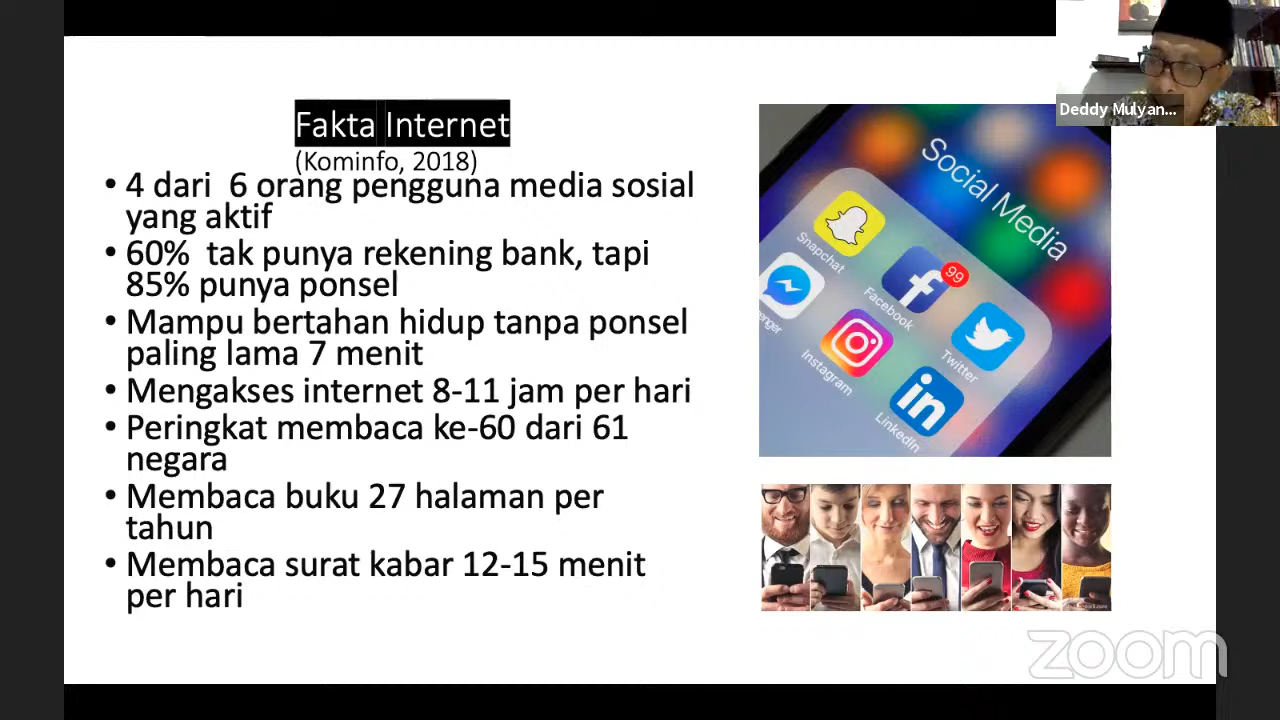 Deddy Mulyan...
Fakta Internet
(Kominfo, 2018)
• 4 dari 6 orang pengguna media sosial
yang aktif
• 60% tak punya rekening bank, tapi
85% punya ponsel
• Mampu bertahan hidup tanpa ponsel
paling lama 7 menit
• Mengakses internet 8-11 jam per hari
• Peringkat membaca ke-60 dari 61
negara
• Membaca buku 27 halaman per
tahun
• Membaca surat kabar 12-15 menit
per hari
Social Media
Snapchat
Facebook
99
Twitter
enger
Instagram
LinkedIn
in
zoom